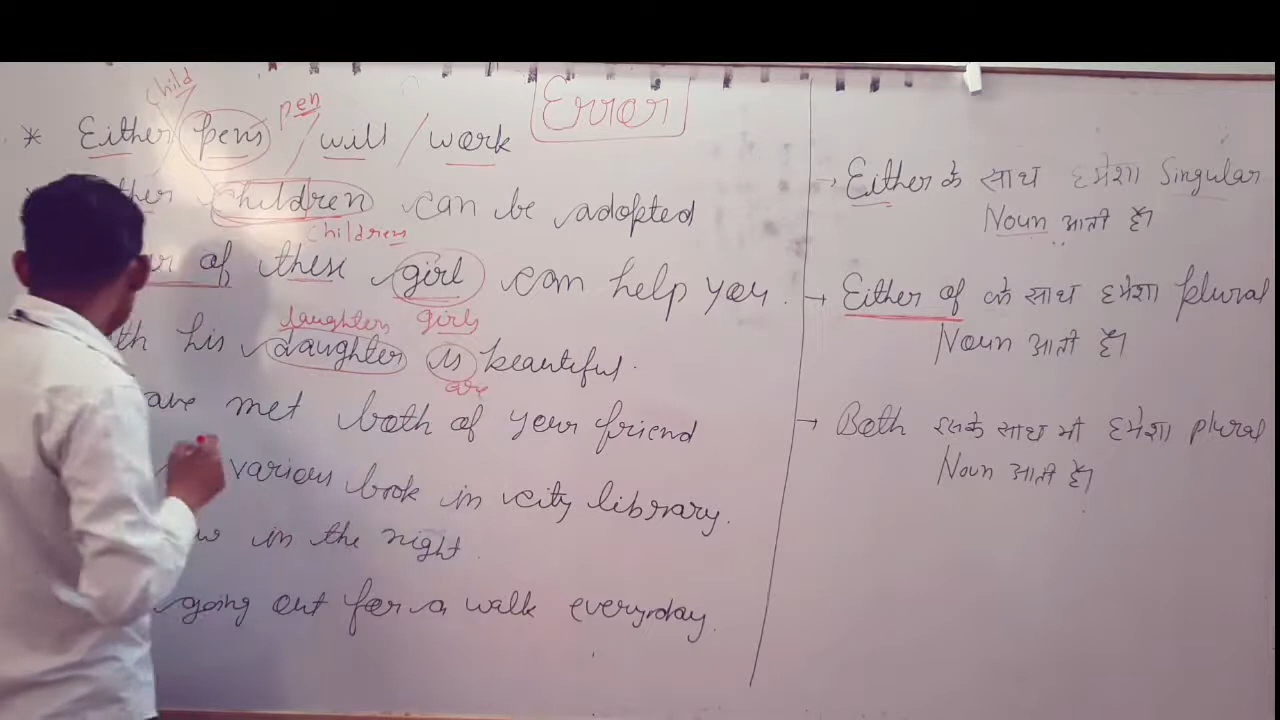 Error
child
pen
* Either / pens / will / work
children can be adopted
children
of these girl can help you.
daughters girls
his daughter is beautiful.
are
met both of your friend
various book in city library.
in the night.
going out for a walk everyday.
→ Either के साथ हमेशा Singular
Noun आती है।
→ Either of के साथ हमेशा plural
Noun आती है।
→ Both इसके साथ भी हमेशा plural
Noun आती है।